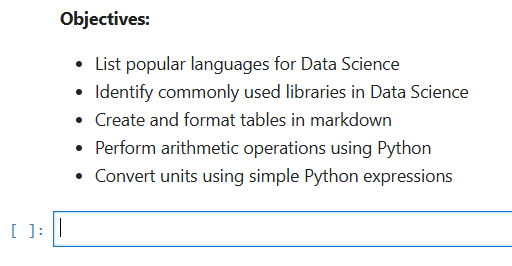 Objectives:
• List popular languages for Data Science
• Identify commonly used libraries in Data Science
• Create and format tables in markdown
• Perform arithmetic operations using Python
• Convert units using simple Python expressions
[ ]: